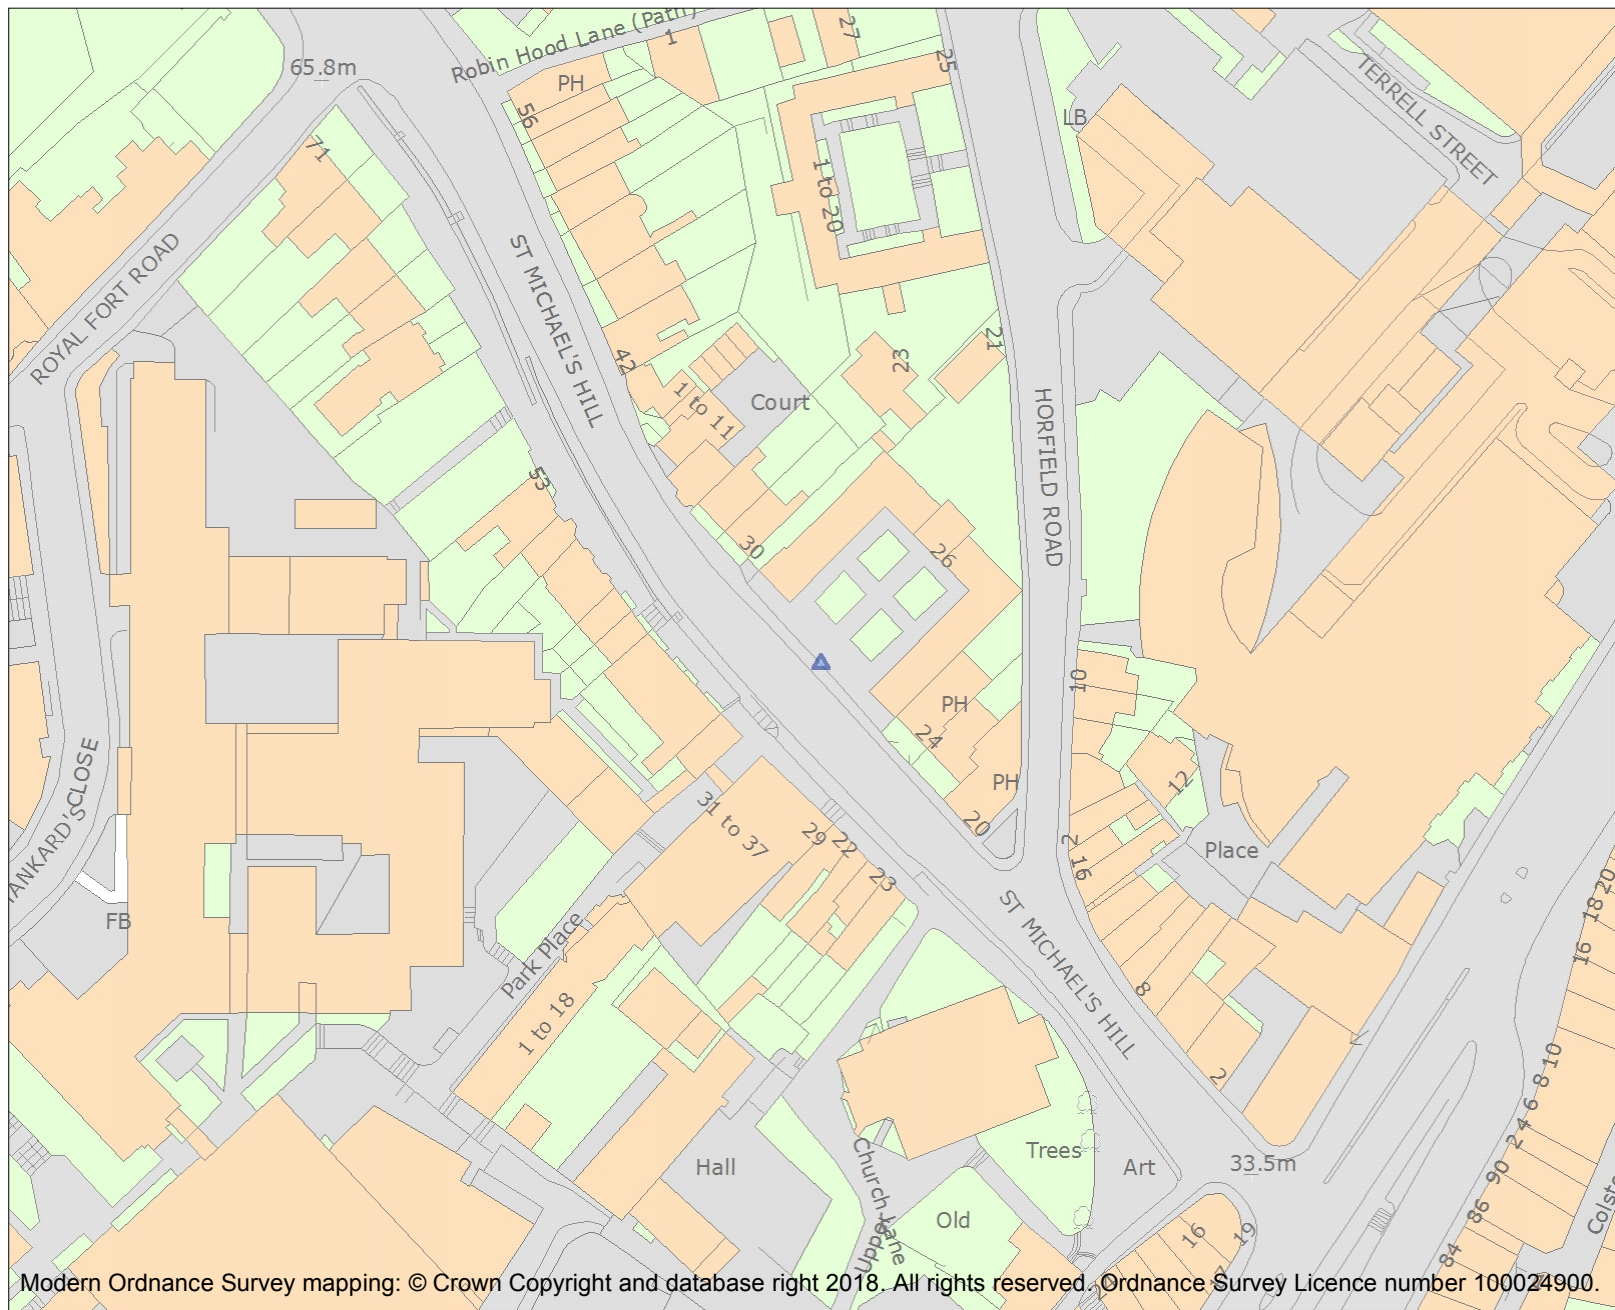 Robin Hood Lane (Path)
1
27
25
65.8m
PH
56
LB
TERRELL STREET
71
1 to 20
ROYAL FORT ROAD
ST MICHAEL'S HILL
42
23
21
1 to 11
Court
HORFIELD ROAD
53
30
26
10
PH
24
PH
20
12
ANKARD'S CLOSE
31 to 37
29
22
23
2
16
Place
FB
Park Place
1 to 18
ST MICHAEL'S HILL
8
2
20
18
16
10
8
6
4
2
90
86
84
Hall
Church Lane
Upper
Trees
Art
33.5m
Old
16
19
17
Colst
Modern Ordnance Survey mapping: © Crown Copyright and database right 2018. All rights reserved. Ordnance Survey Licence number 100024900.